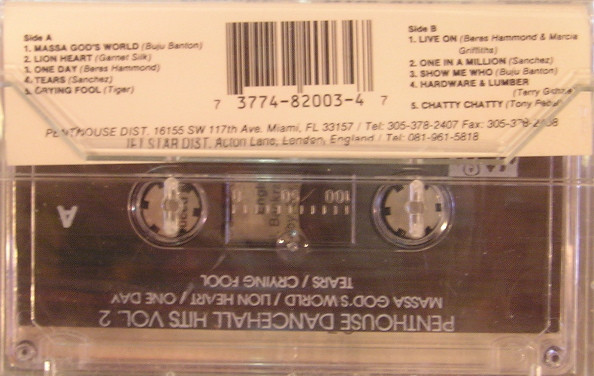 Side A
1. MASSA GOD'S WORLD (Buju Banton)
2. LION HEART (Garnet Silk)
3. ONE DAY (Beres Hammond)
4. TEARS (Sanchez)
5. CRYING FOOL (Tiger)
Side B
1. LIVE ON (Beres Hammond & Marcia
Griffiths)
2. ONE IN A MILLION (Sanchez)
3. SHOW ME WHO (Buju Banton)
4. HARDWARE & LUMBER
(Terry
5. CHATTY CHATTY (Tony
7 3774-82003-4 7
PENTHOUSE DIST. 16155 SW 117th Ave. Miami, FL 33157 / Tel: 305-378-2407 Fax:
JET STAR DIST. Acton Lane, London, England / Tel: 081-961-5818
50 100
A
TEARS / CRYING FOOL
MASSA GOD'S WORLD / LION HEART / ONE DAY
PENTHOUSE DANCEHALL HITS VOL. 2